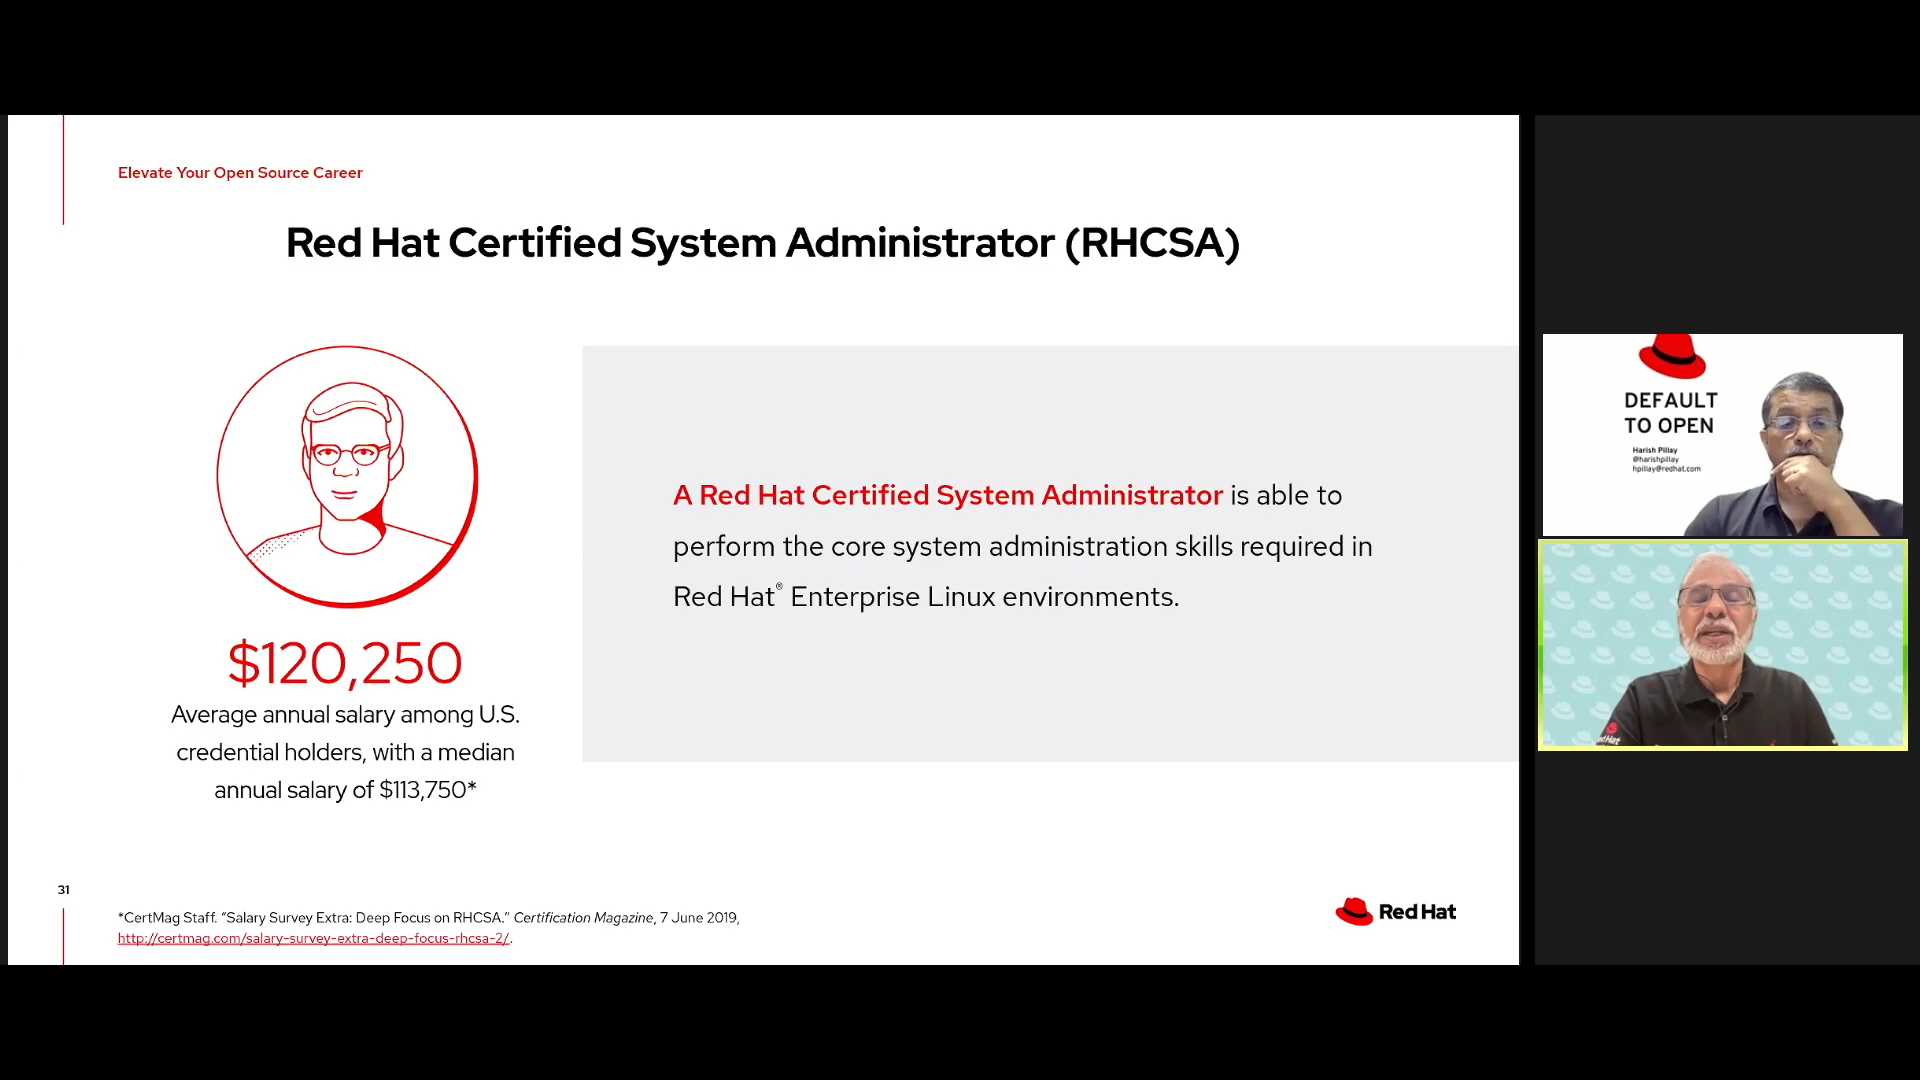 Elevate Your Open Source Career
Red Hat Certified System Administrator (RHCSA)
$120,250
Average annual salary among U.S.
credential holders, with a median
annual salary of $113,750*
A Red Hat Certified System Administrator is able to
perform the core system administration skills required in
Red Hat® Enterprise Linux environments.
31
*CertMag Staff. “Salary Survey Extra: Deep Focus on RHCSA.” Certification Magazine, 7 June 2019,
http://certmag.com/salary-survey-extra-deep-focus-rhcsa-2/.
Red Hat
DEFAULT
TO OPEN
Harish Pillay
@harishpillay
hpillay@redhat.com